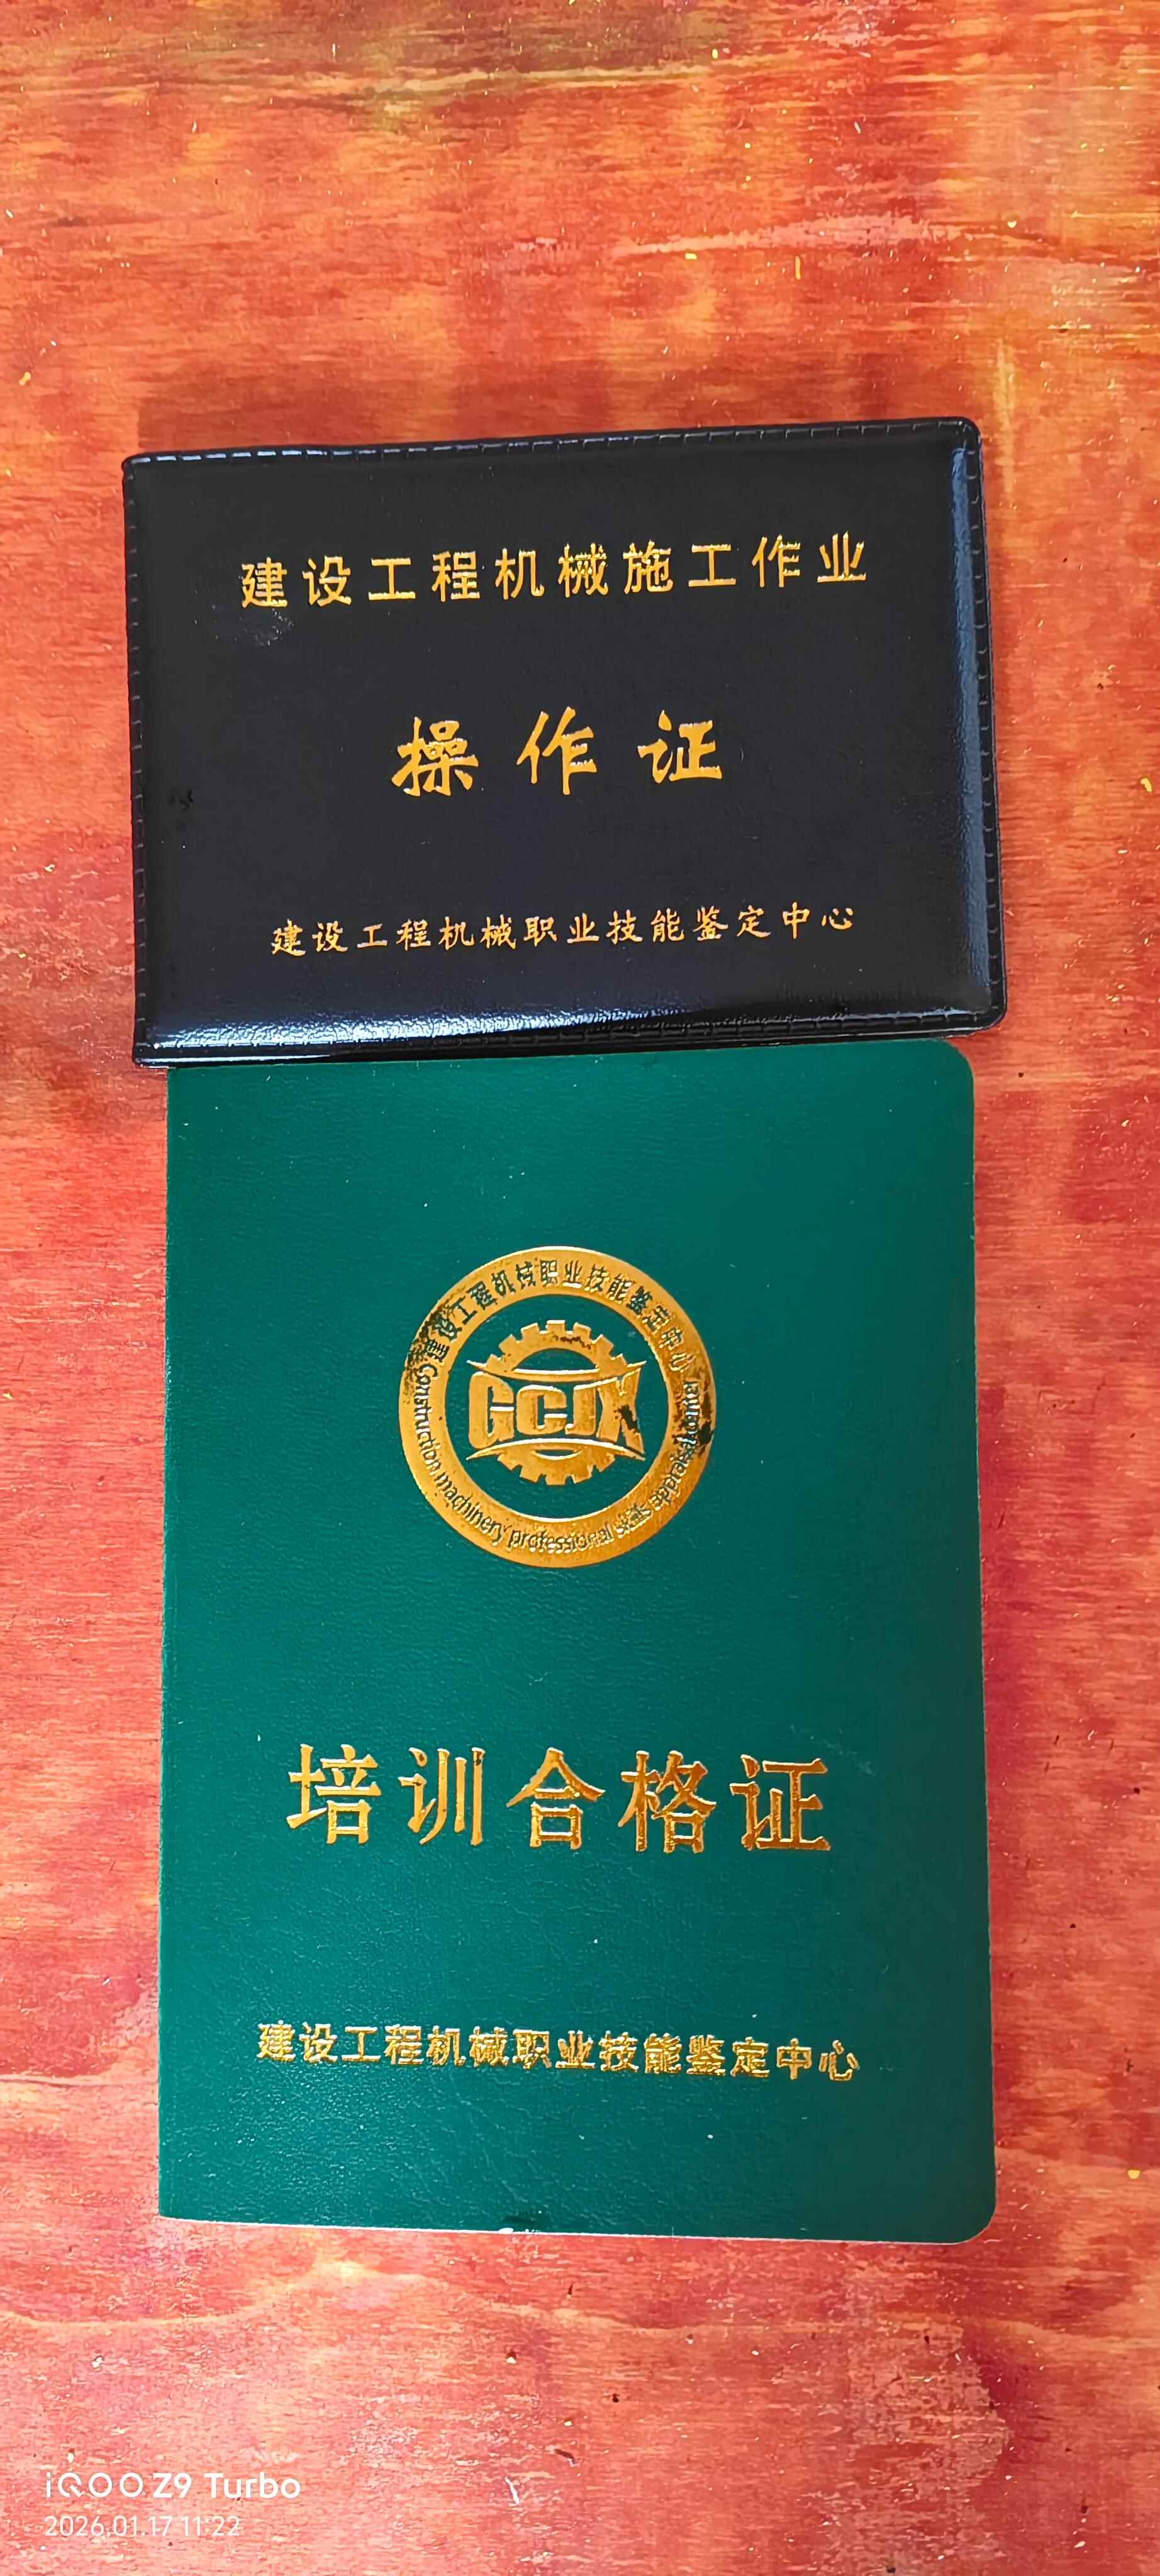 建设工程机械施工作业
操作证
建设工程机械职业技能鉴定中心
建设工程机械职业技能鉴定中心
Construction machinery professional
GCJX
培训合格证
建设工程机械职业技能鉴定中心
iQOO Z9 Turbo
2026.01.17 11:22